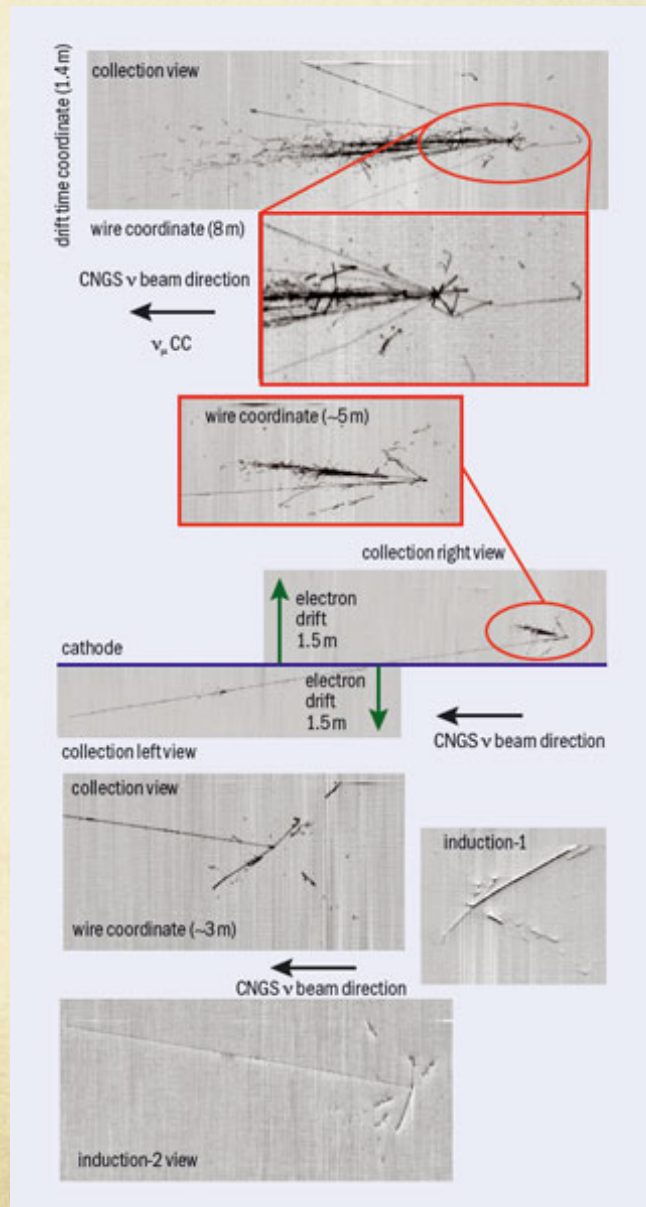 collection view
drift time coordinate (1.4 m)
wire coordinate (8 m)
CNGS ν beam direction
νμ CC
wire coordinate (~5 m)
collection right view
electron
drift
1.5 m
cathode
electron
drift
1.5 m
CNGS ν beam direction
collection left view
collection view
induction-1
wire coordinate (~3 m)
CNGS ν beam direction
induction-2 view